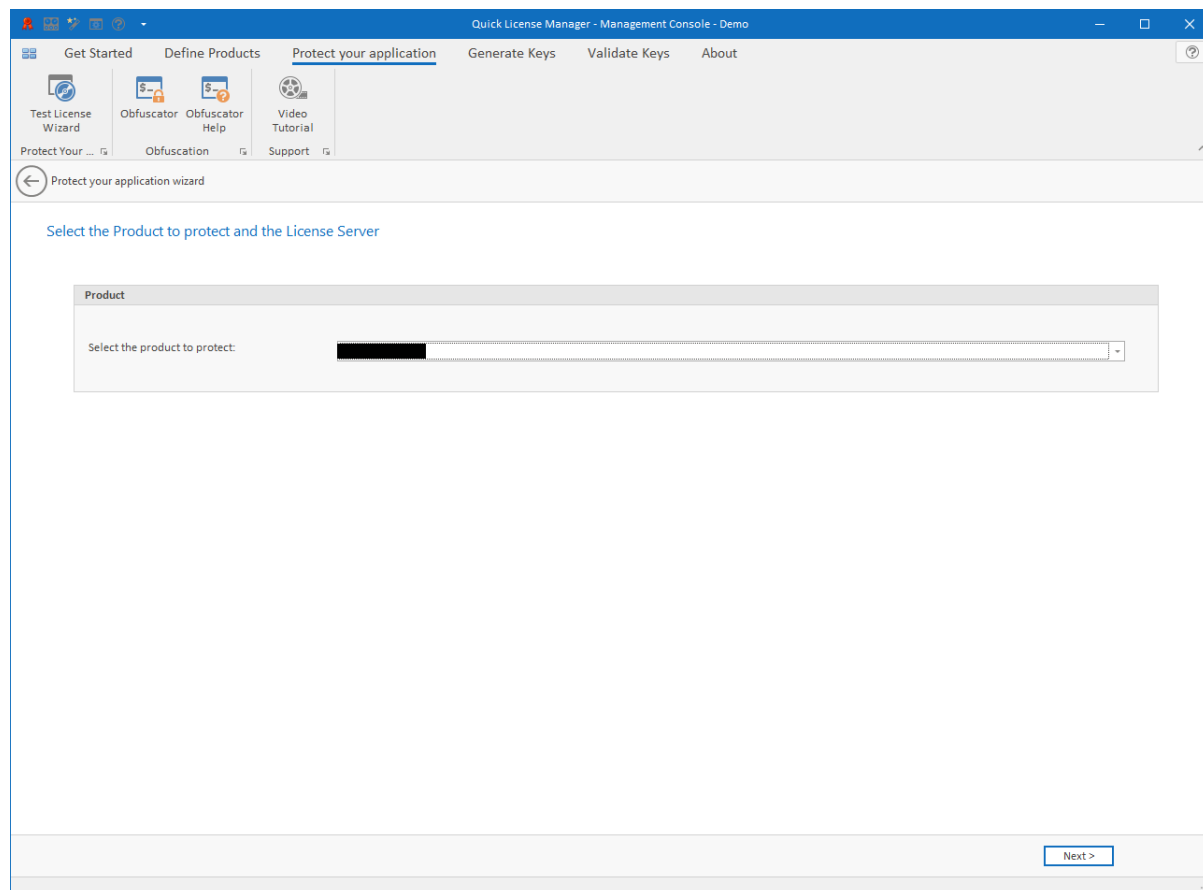 Quick License Manager - Management Console - Demo
Get Started Define Products Protect your application Generate Keys Validate Keys About
Test License Wizard
Obfuscator
Obfuscator Help
Video Tutorial
Protect Your ... Obfuscation Support
Protect your application wizard
Select the Product to protect and the License Server
Product
Select the product to protect:
Next >